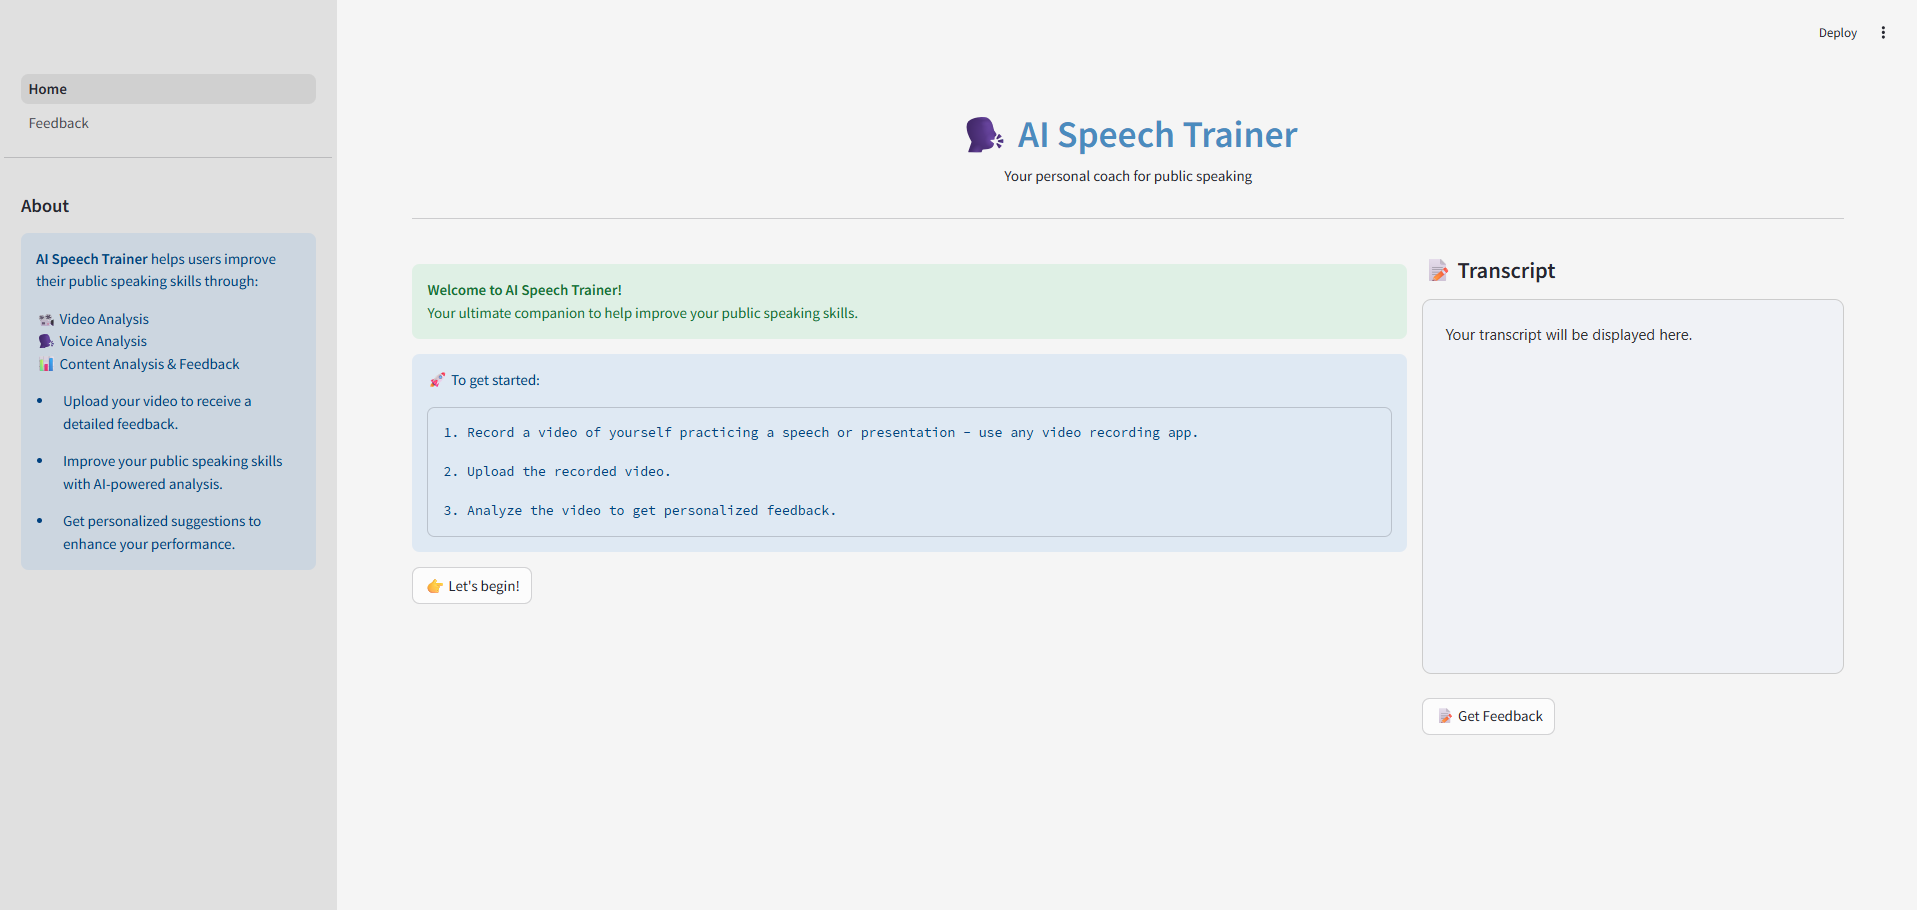 Deploy
Home
Feedback
About
AI Speech Trainer helps users improve
their public speaking skills through:
Video Analysis
Voice Analysis
Content Analysis & Feedback
• Upload your video to receive a
detailed feedback.
• Improve your public speaking skills
with AI-powered analysis.
• Get personalized suggestions to
enhance your performance.
AI Speech Trainer
Your personal coach for public speaking
Welcome to AI Speech Trainer!
Your ultimate companion to help improve your public speaking skills.
🚀 To get started:
1. Record a video of yourself practicing a speech or presentation - use any video recording app.
2. Upload the recorded video.
3. Analyze the video to get personalized feedback.
👉 Let's begin!
📝 Transcript
Your transcript will be displayed here.
📝 Get Feedback